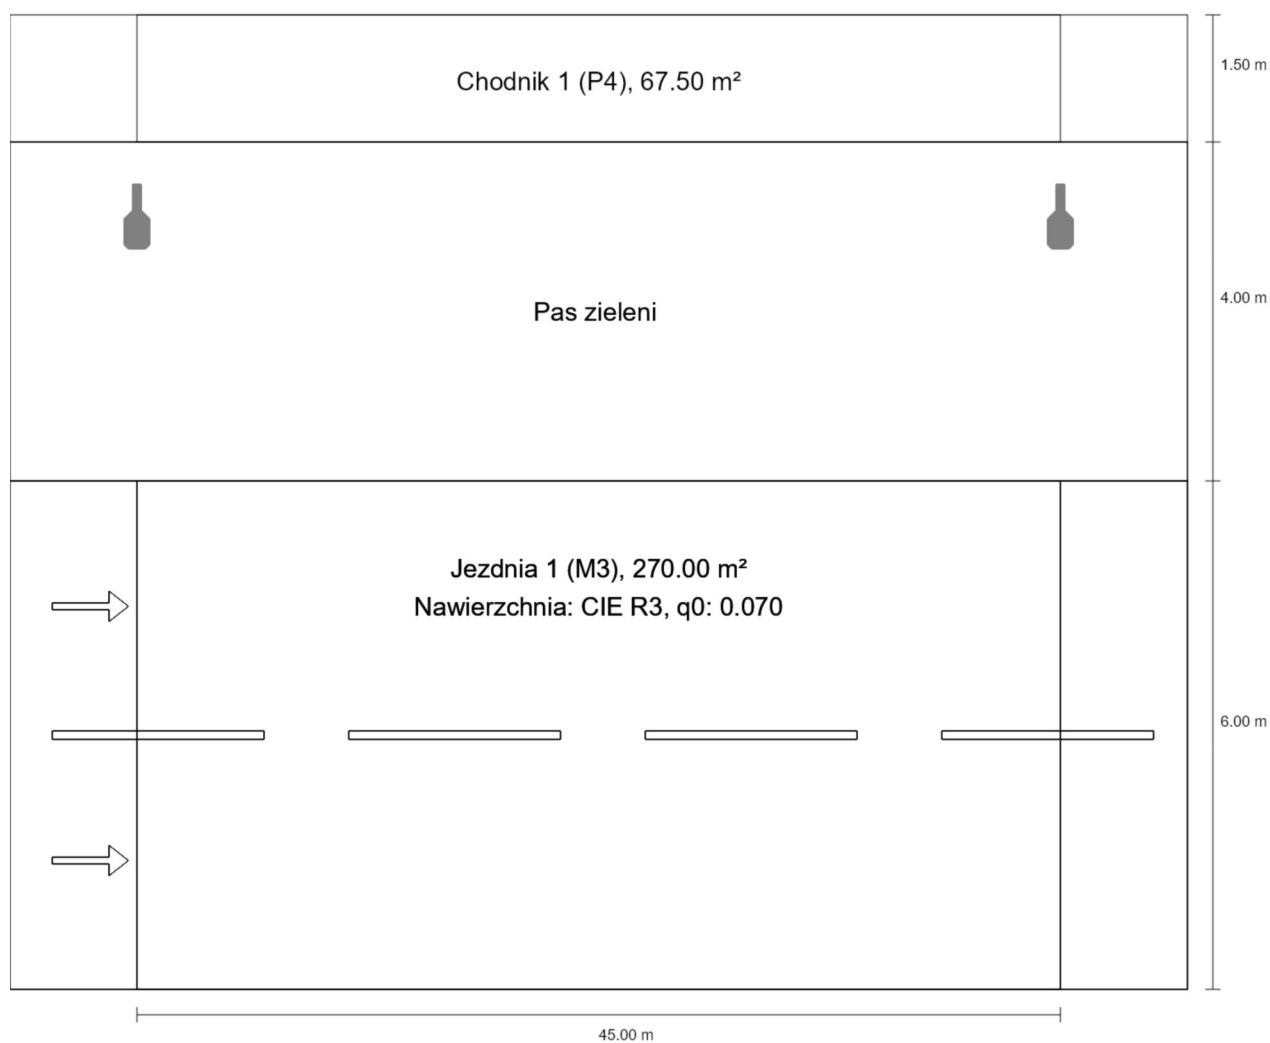 Chodnik 1 (P4), 67.50 m²
1.50 m
Pas zieleni
4.00 m
Jezdnia 1 (M3), 270.00 m²
Nawierzchnia: CIE R3, q0: 0.070
6.00 m
45.00 m